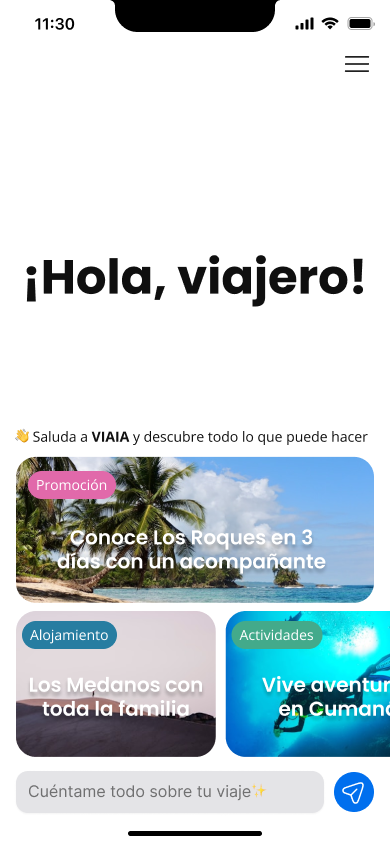 11:30
¡Hola, viajero!
👋 Saluda a VIAIA y descubre todo lo que puede hacer
Promoción
Conoce Los Roques en 3
días con un acompañante
Alojamiento
Los Medanos con
toda la familia
Actividades
Vive aventur
en Cumana
Cuéntame todo sobre tu viaje✨